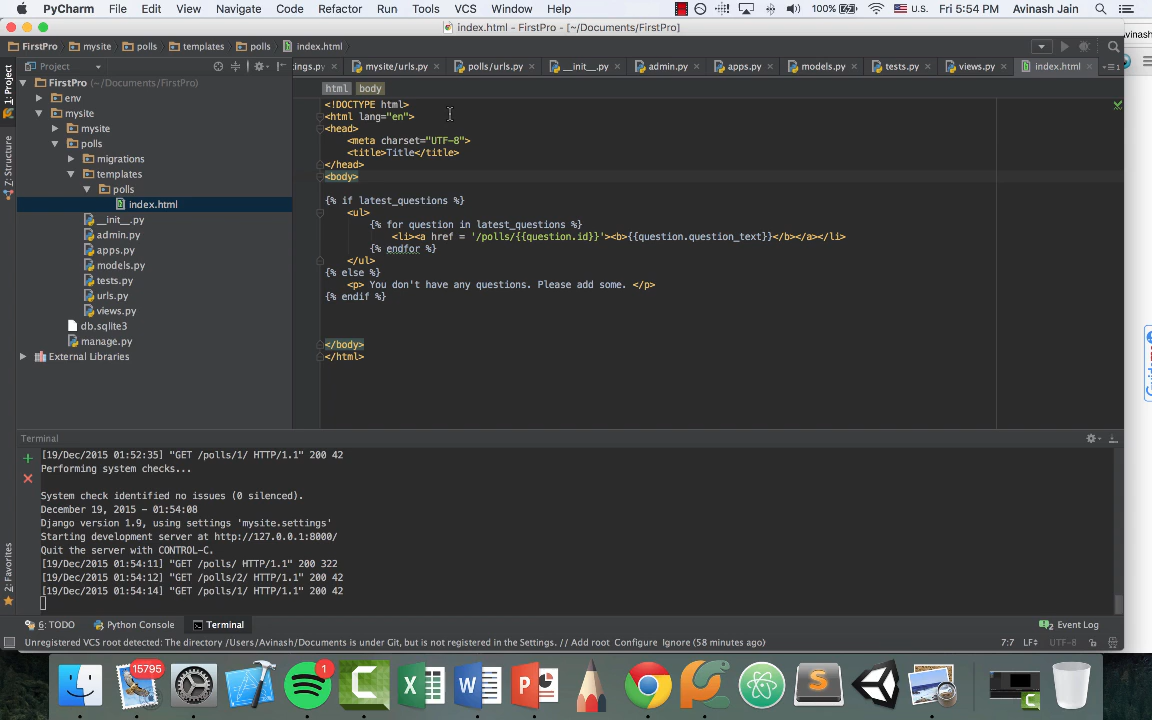 PyCharm File Edit View Navigate Code Refactor Run Tools VCS Window Help 100% U.S. Fri 5:54 PM Avinash Jain
index.html - FirstPro - [~/Documents/FirstPro]
Avinash
FirstPro mysite polls templates polls index.html
Project
tings.py mysite/urls.py polls/urls.py __init__.py admin.py apps.py models.py tests.py views.py index.html
1: Project
Z: Structure
2: Favorites
FirstPro (~/Documents/FirstPro)
env
mysite
mysite
polls
migrations
templates
polls
index.html
__init__.py
admin.py
apps.py
models.py
tests.py
urls.py
views.py
db.sqlite3
manage.py
External Libraries
html body
<!DOCTYPE html>
<html lang="en">
<head>
<meta charset="UTF-8">
<title>Title</title>
</head>
<body>
{% if latest_questions %}
<ul>
{% for question in latest_questions %}
<li><a href = '/polls/{{question.id}}'><b>{{question.question_text}}</b></a></li>
{% endfor %}
</ul>
{% else %}
<p> You don't have any questions. Please add some. </p>
{% endif %}
</body>
</html>
Terminal
[19/Dec/2015 01:52:35] "GET /polls/1/ HTTP/1.1" 200 42
Performing system checks...
System check identified no issues (0 silenced).
December 19, 2015 - 01:54:08
Django version 1.9, using settings 'mysite.settings'
Starting development server at http://127.0.0.1:8000/
Quit the server with CONTROL-C.
[19/Dec/2015 01:54:11] "GET /polls/ HTTP/1.1" 200 322
[19/Dec/2015 01:54:12] "GET /polls/2/ HTTP/1.1" 200 42
[19/Dec/2015 01:54:14] "GET /polls/1/ HTTP/1.1" 200 42
6: TODO Python Console Terminal Event Log
Unregistered VCS root detected: The directory /Users/Avinash/Documents is under Git, but is not registered in the Settings. // Add root Configure Ignore (58 minutes ago) 7:7 LF UTF-8
15795
1